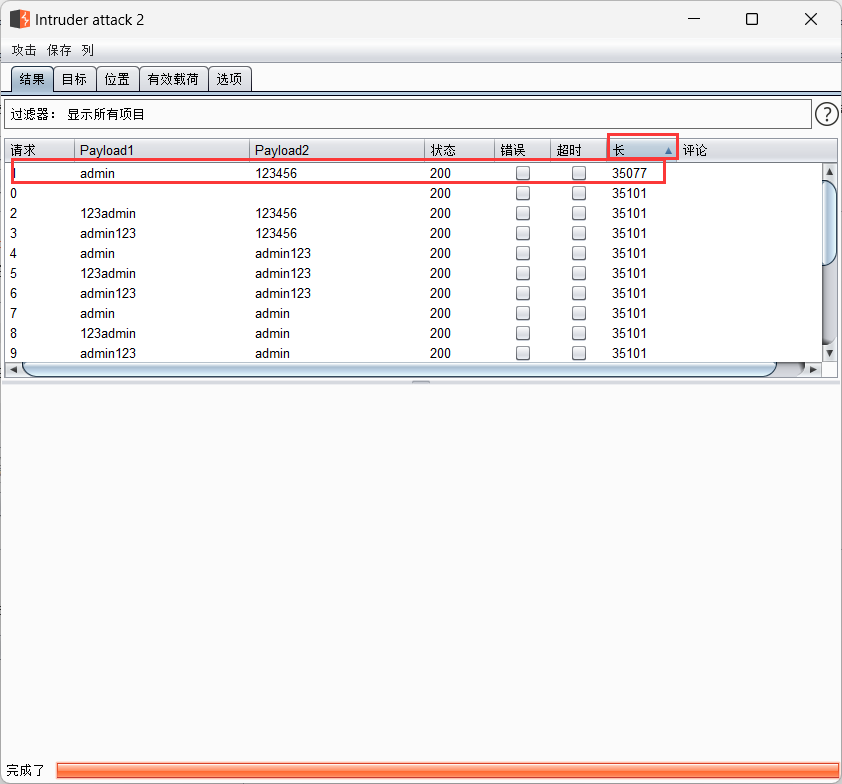 Intruder attack 2
攻击 保存 列
结果 目标 位置 有效载荷 选项
过滤器： 显示所有项目
?
请求 Payload1 Payload2 状态 错误 超时 长 评论
1 admin 123456 200 35077
0 200 35101
2 123admin 123456 200 35101
3 admin123 123456 200 35101
4 admin admin123 200 35101
5 123admin admin123 200 35101
6 admin123 admin123 200 35101
7 admin admin 200 35101
8 123admin admin 200 35101
9 admin123 admin 200 35101
完成了